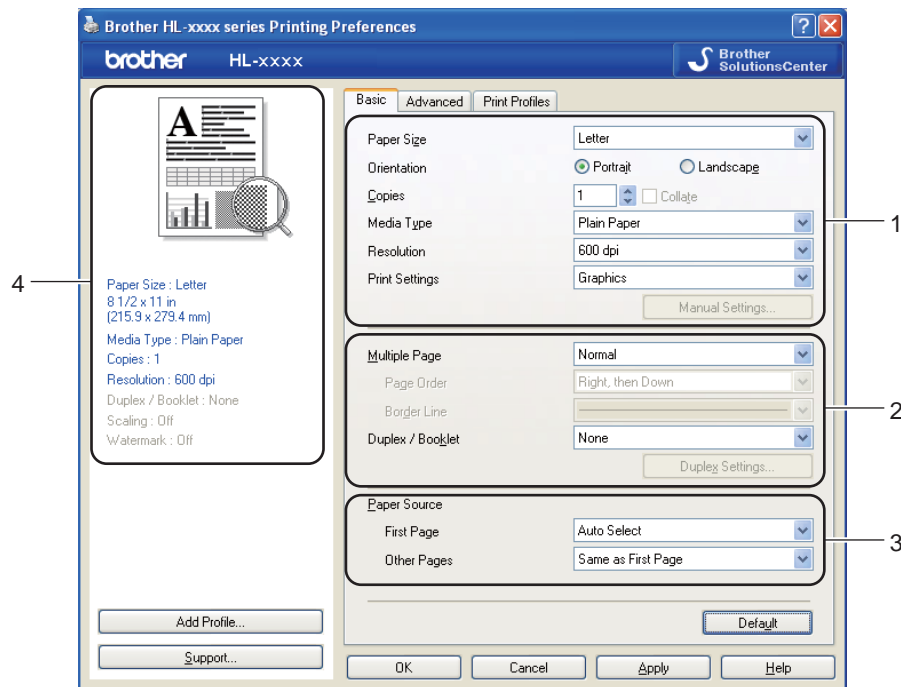 Brother HL-xxxx series Printing Preferences
brother HL-xxxx
Brother
SolutionsCenter
Basic Advanced Print Profiles
A
Paper Size Letter
Orientation Portrait Landscape
Copies 1 Collate
Media Type Plain Paper
1
Resolution 600 dpi
Print Settings Graphics
Manual Settings...
4
Paper Size : Letter
8 1/2 x 11 in
(215.9 x 279.4 mm)
Media Type : Plain Paper
Copies : 1
Resolution : 600 dpi
Duplex / Booklet : None
Scaling : Off
Watermark : Off
Multiple Page Normal
Page Order Right, then Down
Border Line
2
Duplex / Booklet None
Duplex Settings...
Paper Source
First Page Auto Select
3
Other Pages Same as First Page
Default
Add Profile...
Support...
OK Cancel Apply Help